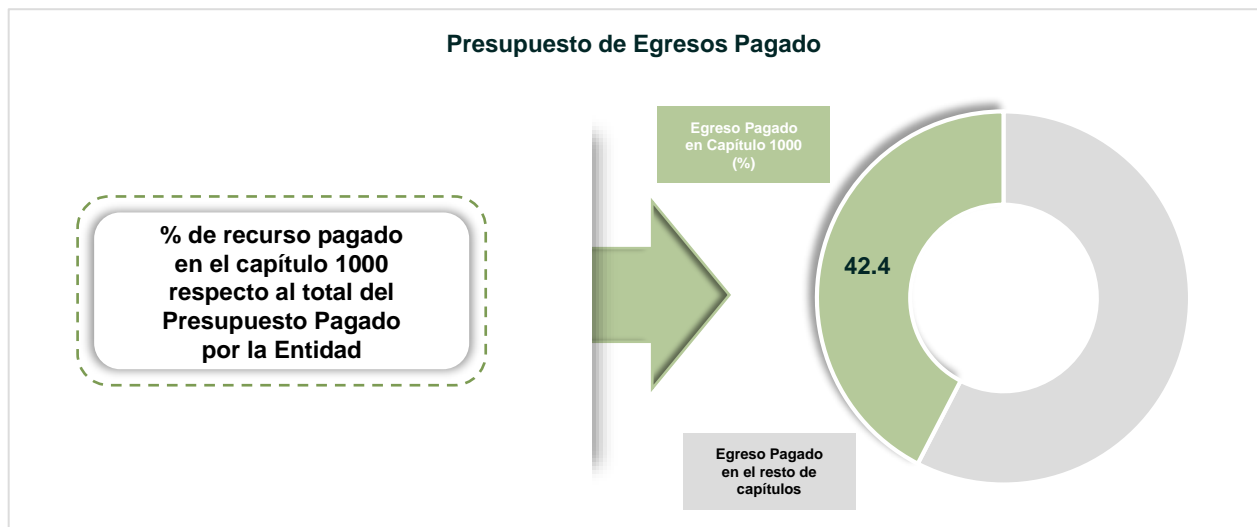 Presupuesto de Egresos Pagado
Egreso Pagado
en Capítulo 1000
(%)
% de recurso pagado
en el capítulo 1000
respecto al total del
Presupuesto Pagado
por la Entidad
42.4
Egreso Pagado
en el resto de
capítulos